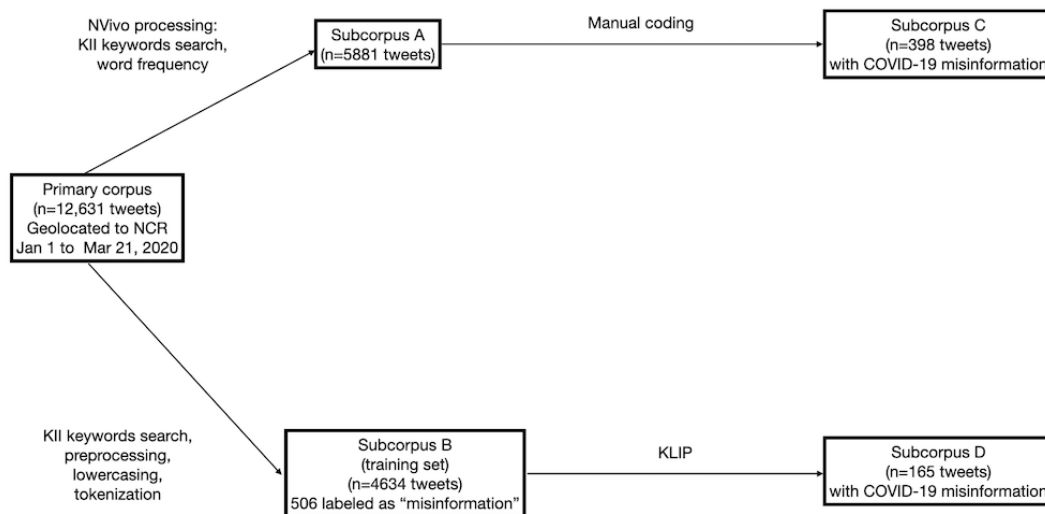 NVivo processing:
KII keywords search,
word frequency
Subcorpus A
(n=5881 tweets)
Manual coding
Subcorpus C
(n=398 tweets)
with COVID-19 misinformation
Primary corpus
(n=12,631 tweets)
Geolocated to NCR
Jan 1 to Mar 21, 2020
KII keywords search,
preprocessing,
lowercasing,
tokenization
Subcorpus B
(training set)
(n=4634 tweets)
506 labeled as “misinformation”
KLIP
Subcorpus D
(n=165 tweets)
with COVID-19 misinformation